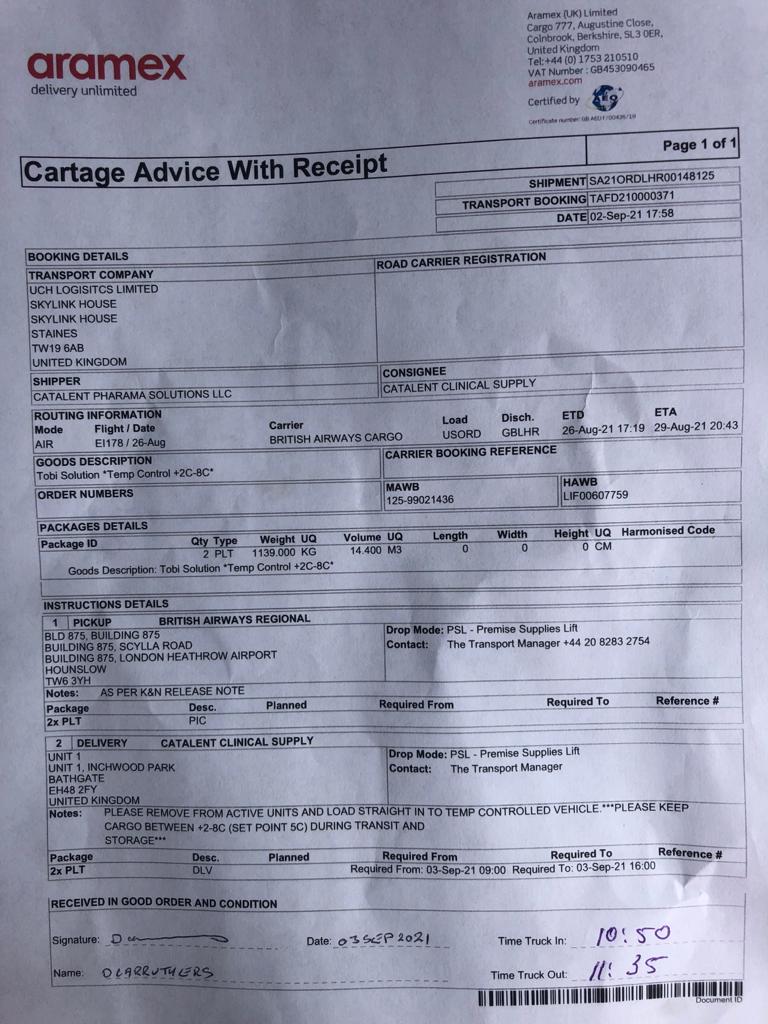 aramex
delivery unlimited
Aramex (UK) Limited
Cargo 777, Augustine Close,
Colnbrook, Berkshire, SL3 0ER,
United Kingdom
Tel:+44 (0) 1753 210510
VAT Number : GB453090465
aramex.com
Certified by AEO
Page 1 of 1
Cartage Advice With Receipt
SHIPMENT SA21ORDLHR00148125
TRANSPORT BOOKING TAFD210000371
DATE 02-Sep-21 17:58
BOOKING DETAILS
TRANSPORT COMPANY ROAD CARRIER REGISTRATION
UCH LOGISITCS LIMITED
SKYLINK HOUSE
SKYLINK HOUSE
STAINES
TW19 6AB
UNITED KINGDOM
SHIPPER CONSIGNEE
CATALENT PHARAMA SOLUTIONS LLC CATALENT CLINICAL SUPPLY
ROUTING INFORMATION
Mode Flight / Date Carrier Load Disch. ETD ETA
AIR EI178 / 26-Aug BRITISH AIRWAYS CARGO USORD GBLHR 26-Aug-21 17:19 29-Aug-21 20:43
GOODS DESCRIPTION CARRIER BOOKING REFERENCE
Tobi Solution *Temp Control +2C-8C*
ORDER NUMBERS MAWB HAWB
125-99021436 LIF00607759
PACKAGES DETAILS
Package ID Qty Type Weight UQ Volume UQ Length Width Height UQ Harmonised Code
2 PLT 1139.000 KG 14.400 M3 0 0 0 CM
Goods Description: Tobi Solution *Temp Control +2C-8C*
INSTRUCTIONS DETAILS
1 PICKUP BRITISH AIRWAYS REGIONAL
BLD 875, BUILDING 875 Drop Mode: PSL - Premise Supplies Lift
BUILDING 875, SCYLLA ROAD Contact: The Transport Manager +44 20 8283 2754
BUILDING 875, LONDON HEATHROW AIRPORT
HOUNSLOW
TW6 3YH
Notes: AS PER K&N RELEASE NOTE
Package Desc. Planned Required From Required To Reference #
2x PLT PIC
2 DELIVERY CATALENT CLINICAL SUPPLY
UNIT 1 Drop Mode: PSL - Premise Supplies Lift
UNIT 1, INCHWOOD PARK Contact: The Transport Manager
BATHGATE
EH48 2FY
UNITED KINGDOM
Notes: PLEASE REMOVE FROM ACTIVE UNITS AND LOAD STRAIGHT IN TO TEMP CONTROLLED VEHICLE.***PLEASE KEEP
CARGO BETWEEN +2-8C (SET POINT 5C) DURING TRANSIT AND
STORAGE***
Package Desc. Planned Required From Required To Reference #
2x PLT DLV Required From: 03-Sep-21 09:00 Required To: 03-Sep-21 16:00
RECEIVED IN GOOD ORDER AND CONDITION
Signature: Date: 03 SEP 2021 Time Truck In: 10:50
Name: D CARRUTHERS Time Truck Out: 11:35
Document ID